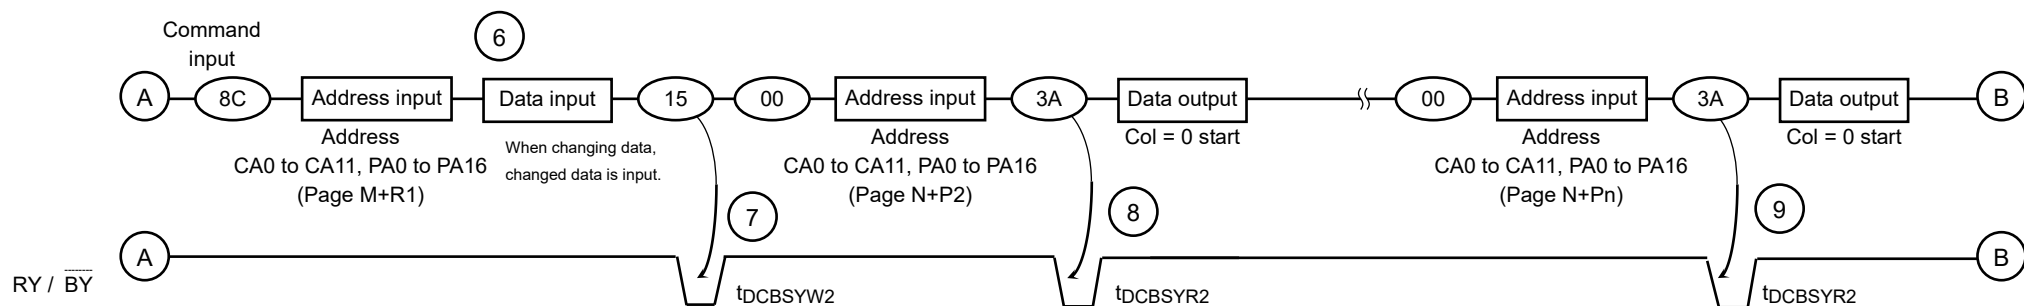 Command
input
6
A
8C
Address input
Data input
15
00
Address input
3A
Data output
00
Address input
3A
Data output
B
Address
CA0 to CA11, PA0 to PA16
(Page M+R1)
When changing data,
changed data is input.
Address
CA0 to CA11, PA0 to PA16
(Page N+P2)
Col = 0 start
Address
CA0 to CA11, PA0 to PA16
(Page N+Pn)
Col = 0 start
7
8
9
A
B
RY / BY
tDCBSYW2
tDCBSYR2
tDCBSYR2